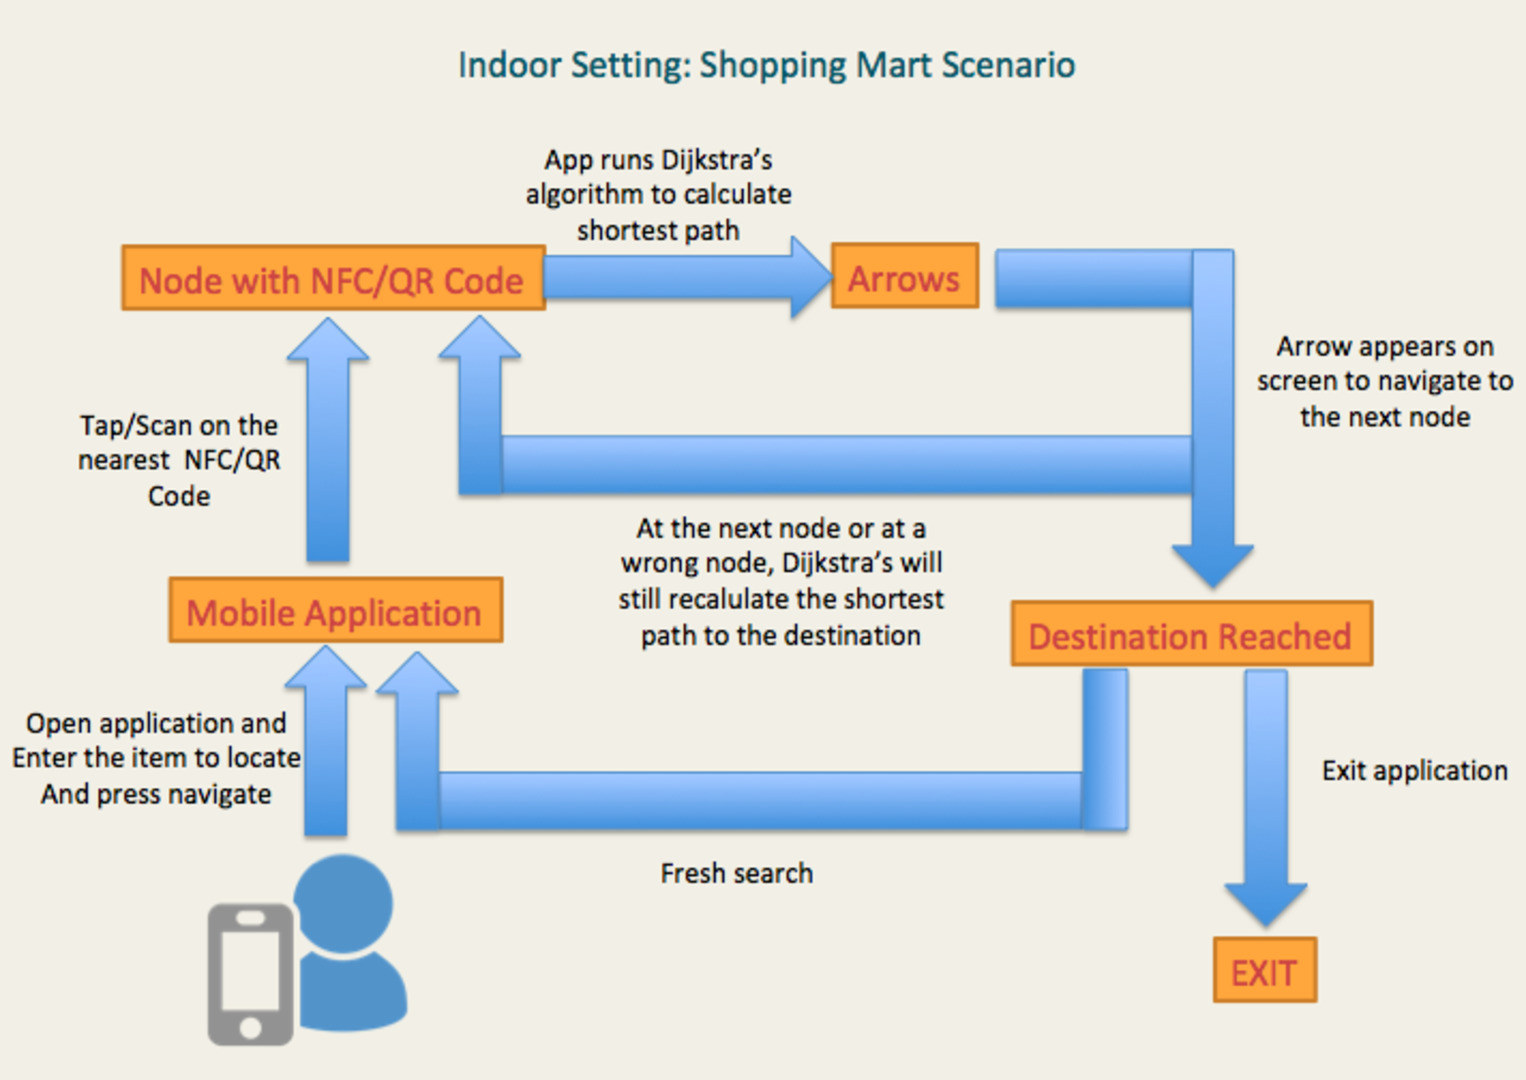 Indoor Setting: Shopping Mart Scenario
App runs Dijkstra's
algorithm to calculate
shortest path
Node with NFC/QR Code
Arrows
Arrow appears on
screen to navigate to
the next node
Tap/Scan on the
nearest NFC/QR
Code
At the next node or at a
wrong node, Dijkstra's will
still recalulate the shortest
path to the destination
Mobile Application
Destination Reached
Open application and
Enter the item to locate
And press navigate
Exit application
Fresh search
EXIT